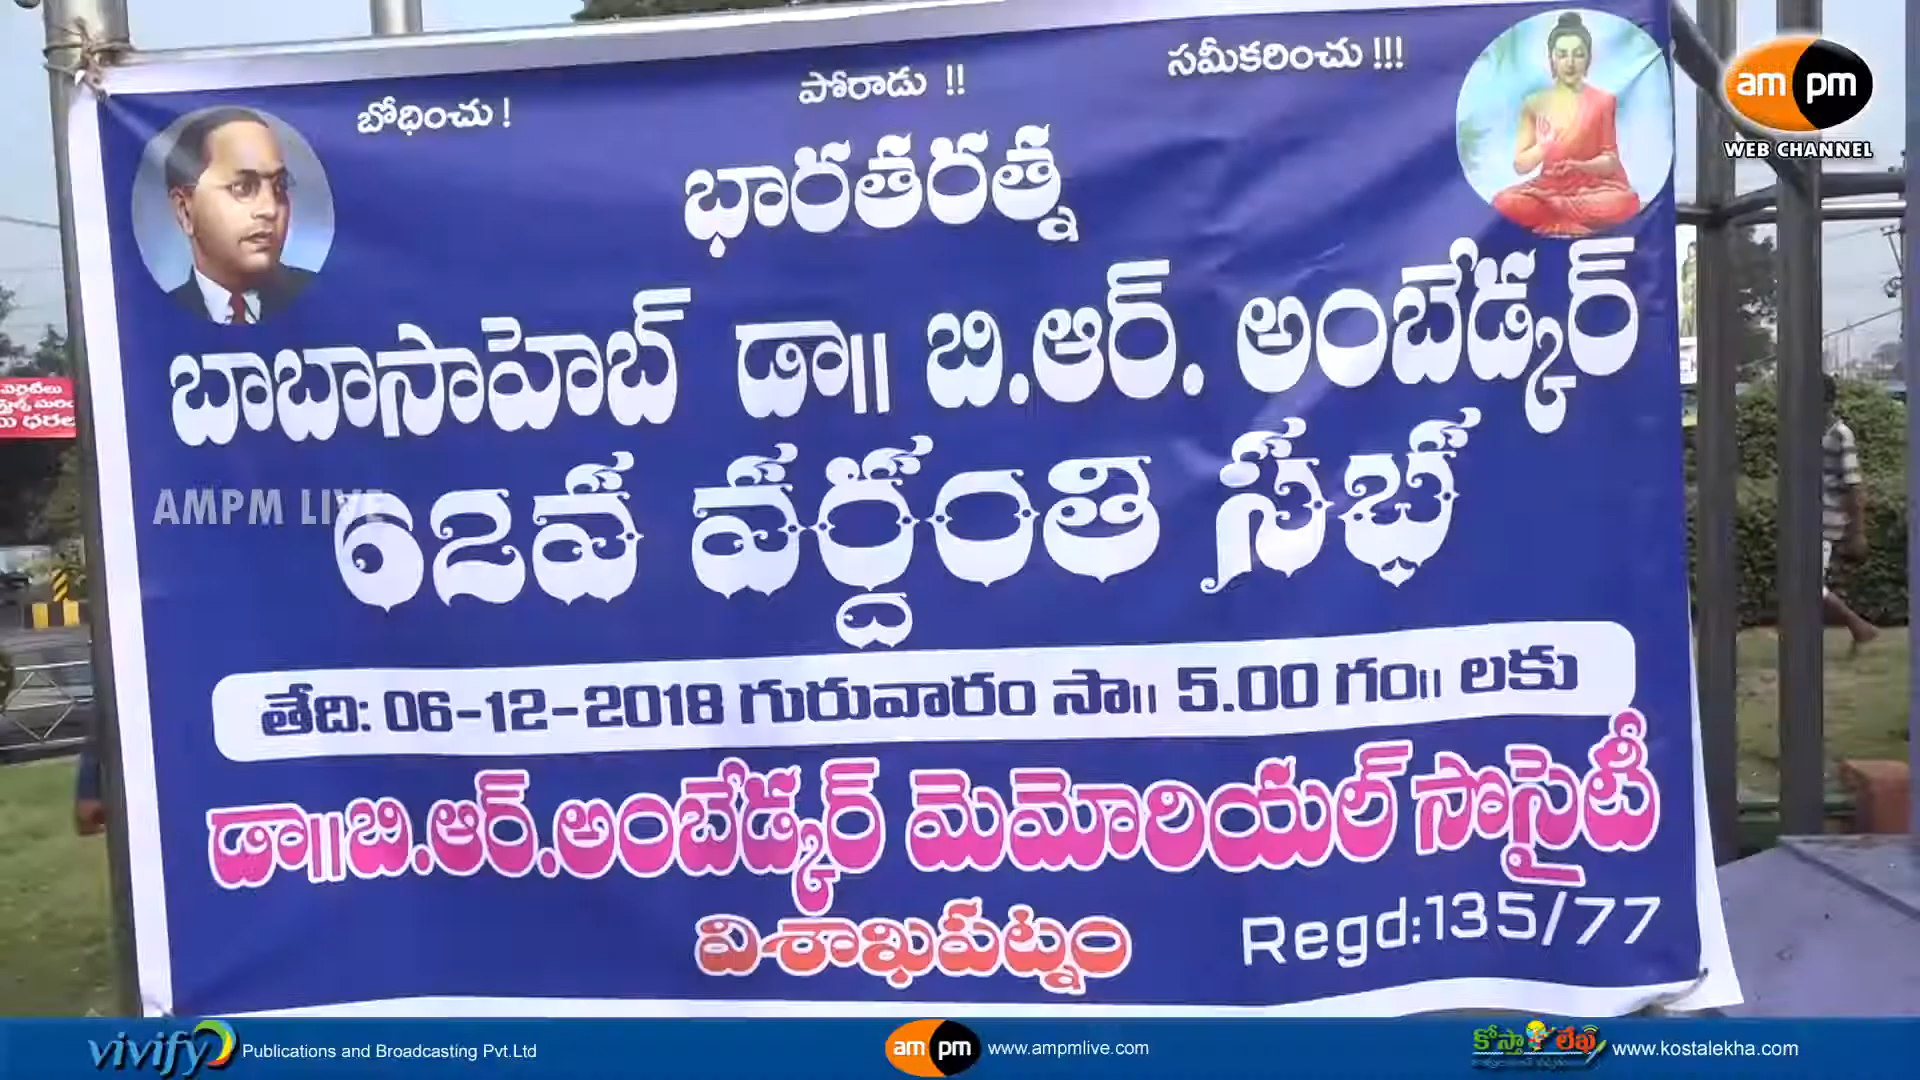 బోధించు !
పోరాడు !!
సమీకరించు !!!
am pm
WEB CHANNEL
భారతరత్న
బాబాసాహెబ్ డా॥ బి.ఆర్. అంబేడ్కర్
62వ వర్ధంతి సభ
AMPM LIVE
తేది: 06-12-2018 గురువారం సా॥ 5.00 గం॥ లకు
డా॥బి.ఆర్.అంబేడ్కర్ మెమోరియల్ సొసైటీ
విశాఖపట్నం
Regd:135/77
vivify Publications and Broadcasting Pvt.Ltd
am pm www.ampmlive.com
కోస్తా లేఖ www.kostalekha.com